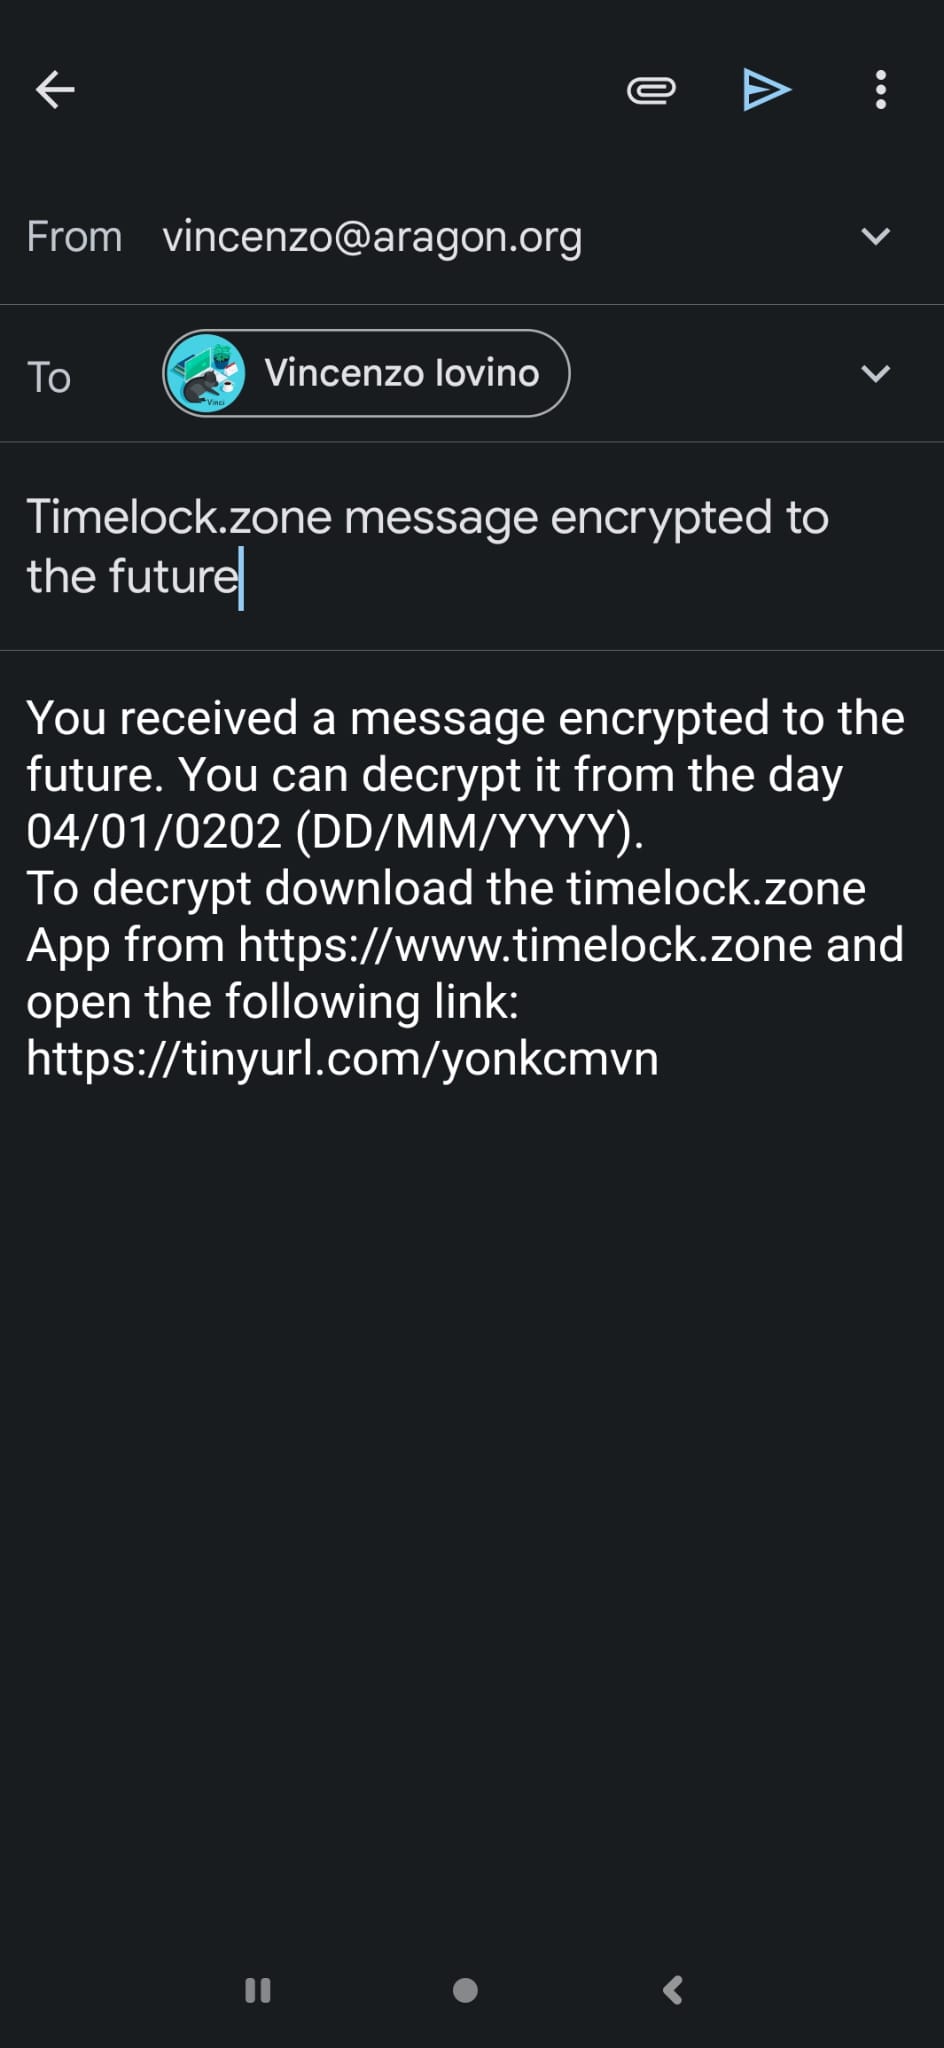 From vincenzo@aragon.org
To Vincenzo Iovino
Timelock.zone message encrypted to
the future
You received a message encrypted to the
future. You can decrypt it from the day
04/01/0202 (DD/MM/YYYY).
To decrypt download the timelock.zone
App from https://www.timelock.zone and
open the following link:
https://tinyurl.com/yonkcmvn